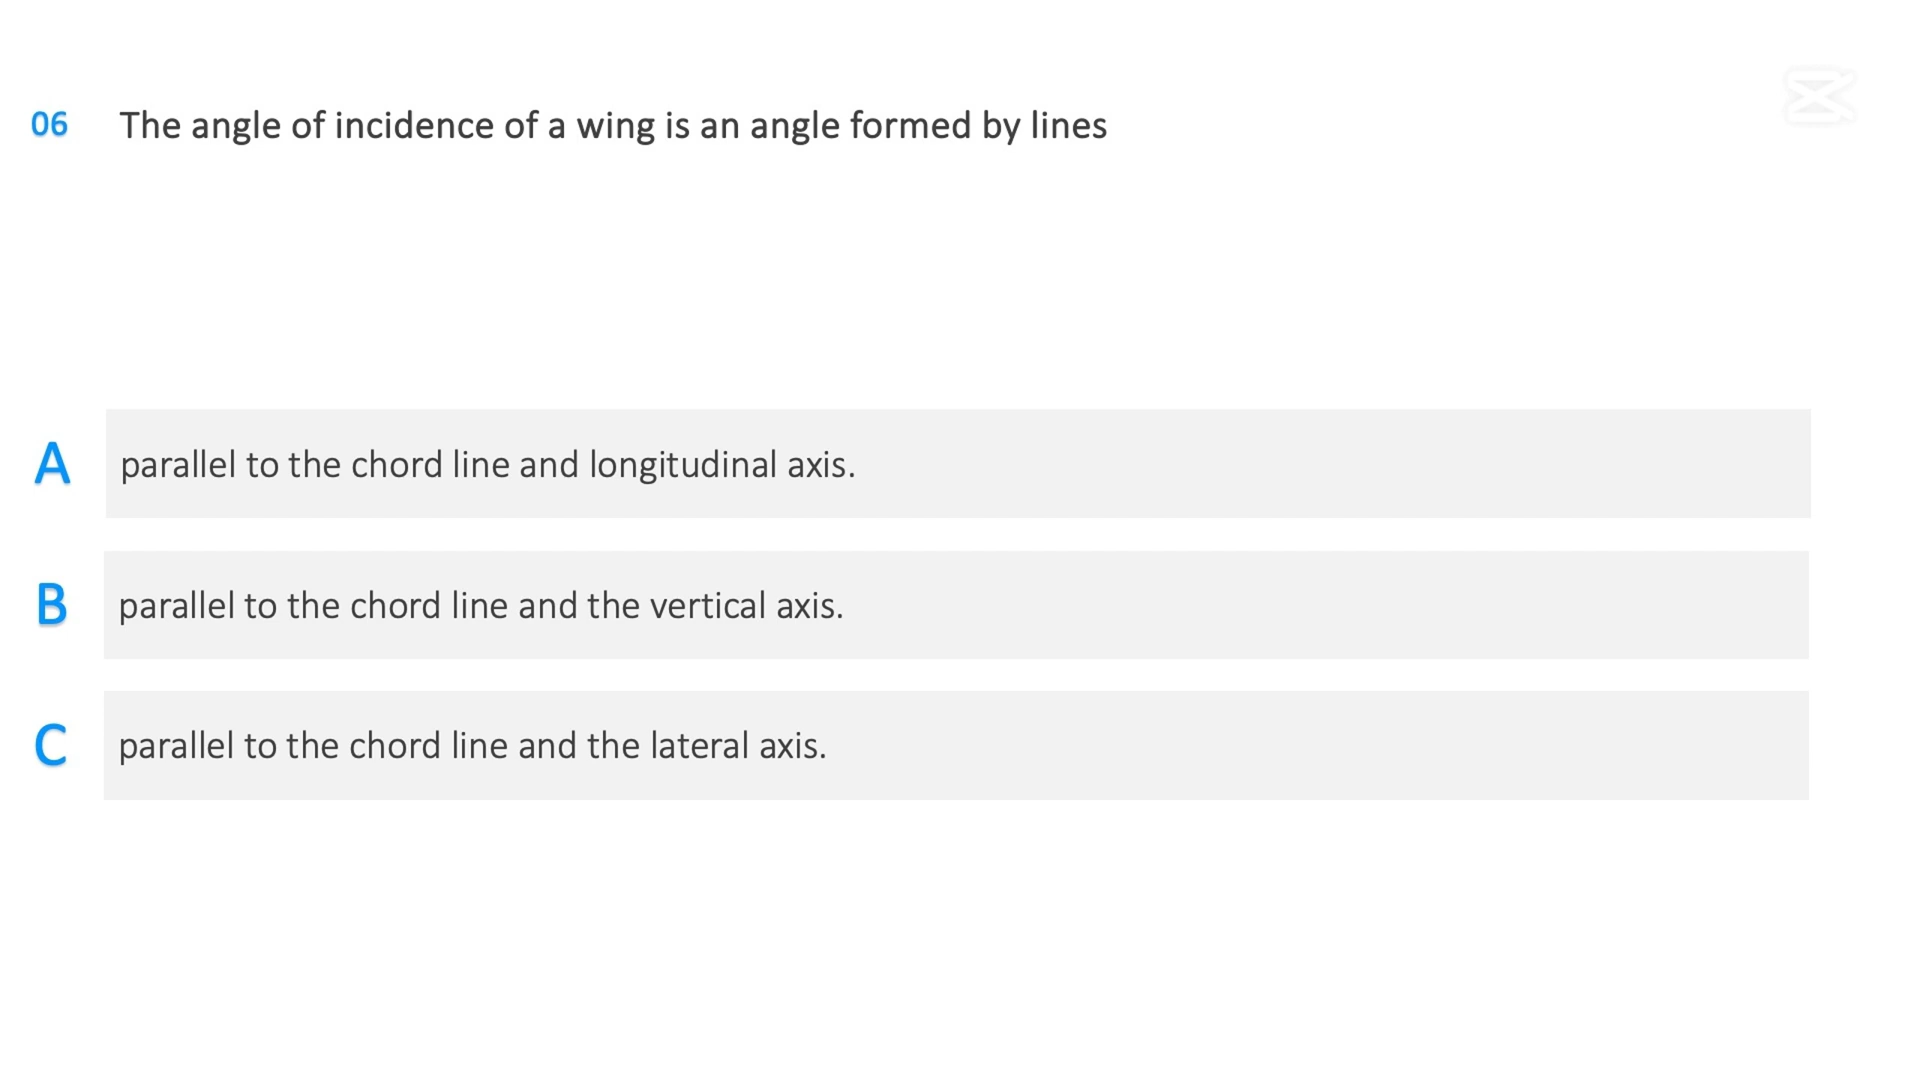 06 The angle of incidence of a wing is an angle formed by lines
A parallel to the chord line and longitudinal axis.
B parallel to the chord line and the vertical axis.
C parallel to the chord line and the lateral axis.